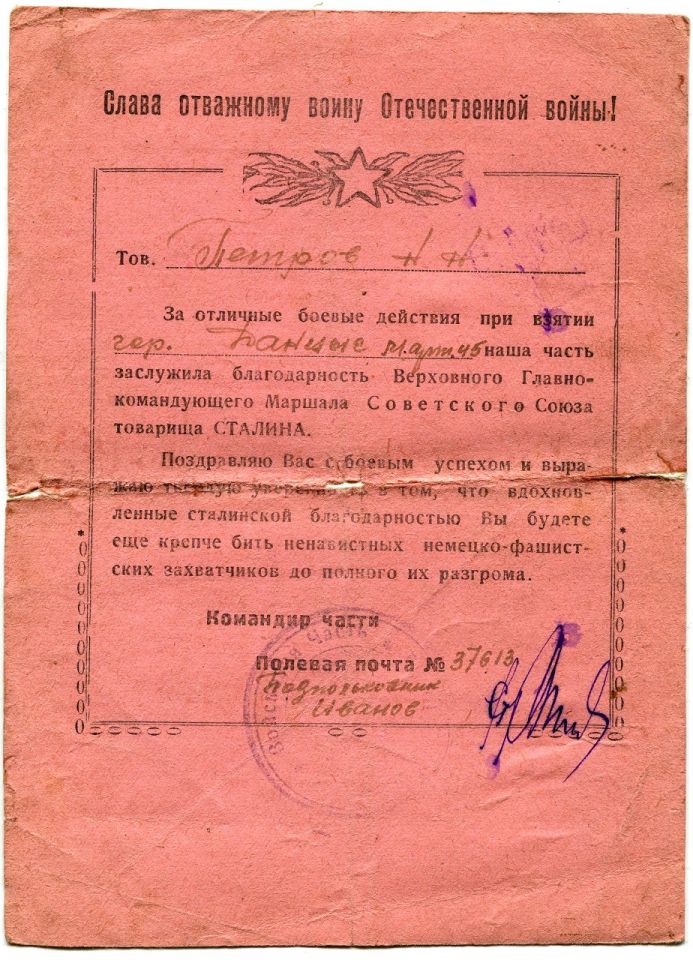 Слава отважному воину Отечественной войны!
Тов. Петров А. Н.
За отличные боевые действия при взятии
гор. Данциг март. 45 наша часть
заслужила благодарность Верховного Главно-
командующего Маршала Советского Союза
товарища СТАЛИНА.
Поздравляю Вас с боевым успехом и выра-
жаю твердую уверенность в том, что вдохнов-
ленные сталинской благодарностью Вы будете
еще крепче бить ненавистных немецко-фашист-
ских захватчиков до полного их разгрома.
Командир части
Полевая почта № 37613
Подполковник
Иванов
Часть